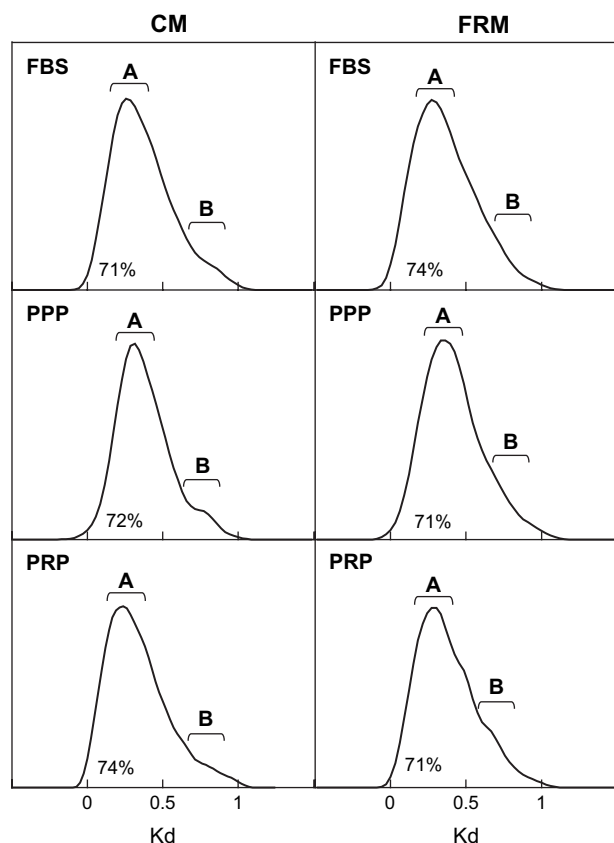 CM FRM
FBS A B 71%
FBS A B 74%
PPP A B 72%
PPP A B 71%
PRP A B 74%
PRP A B 71%
0 0.5 1 0 0.5 1
Kd Kd